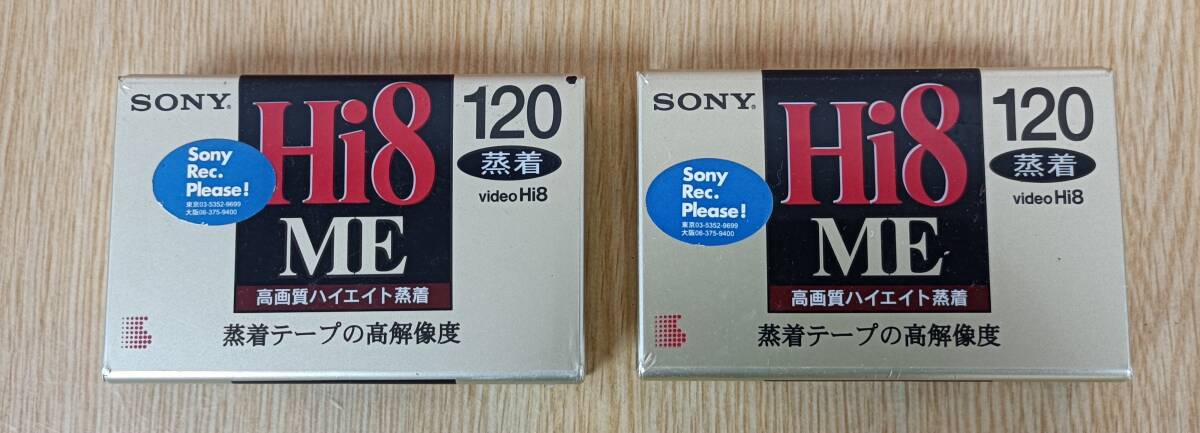 SONY
Hi8
120
Sony
Rec.
Please!
東京03-5352-9699
大阪06-375-9400
蒸着
video Hi8
ME
高画質ハイエイト蒸着
蒸着テープの高解像度
SONY
Hi8
120
Sony
Rec.
Please!
東京03-5352-9699
大阪06-375-9400
蒸着
video Hi8
ME
高画質ハイエイト蒸着
蒸着テープの高解像度